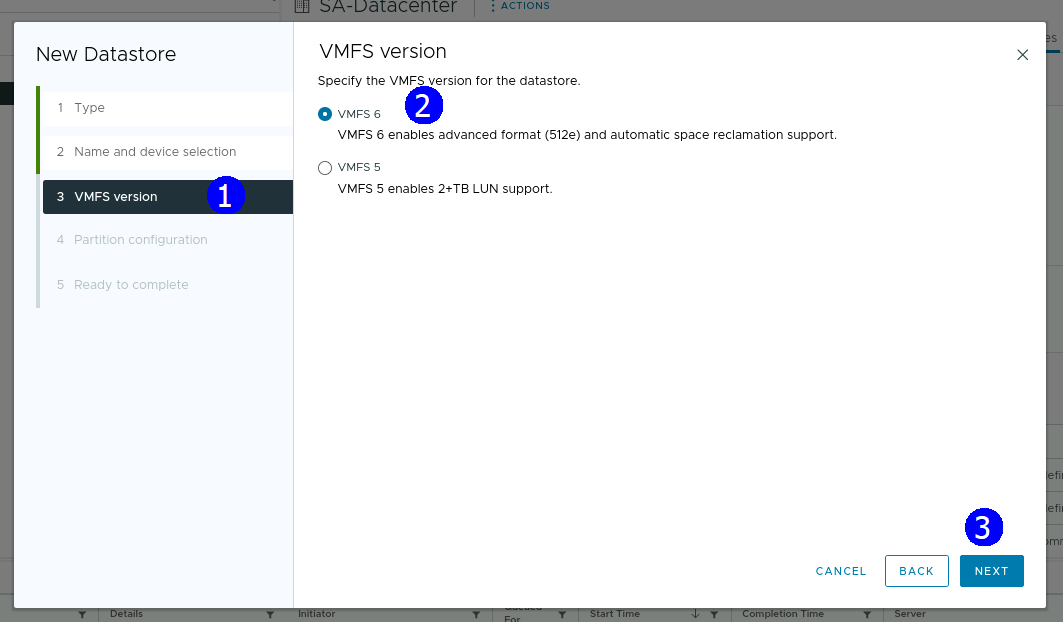 SA-Datacenter
ACTIONS
New Datastore
1 Type
2 Name and device selection
3 VMFS version
1
4 Partition configuration
5 Ready to complete
VMFS version
Specify the VMFS version for the datastore.
VMFS 6
2
VMFS 6 enables advanced format (512e) and automatic space reclamation support.
VMFS 5
VMFS 5 enables 2+TB LUN support.
3
CANCEL BACK NEXT
Details Initiator For Start Time Completion Time Server